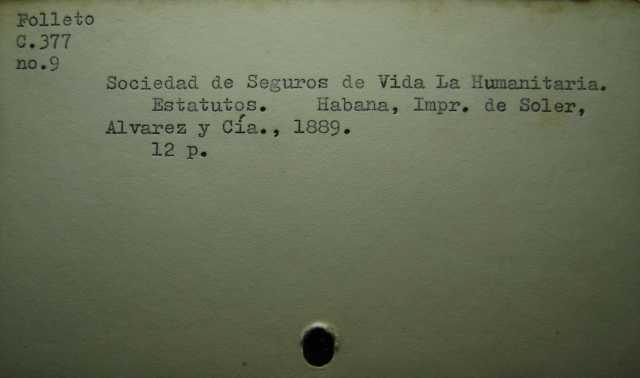 Folleto
C.377
no.9
Sociedad de Seguros de Vida La Humanitaria.
Estatutos. Habana, Impr. de Soler,
Alvarez y Cía., 1889.
12 p.